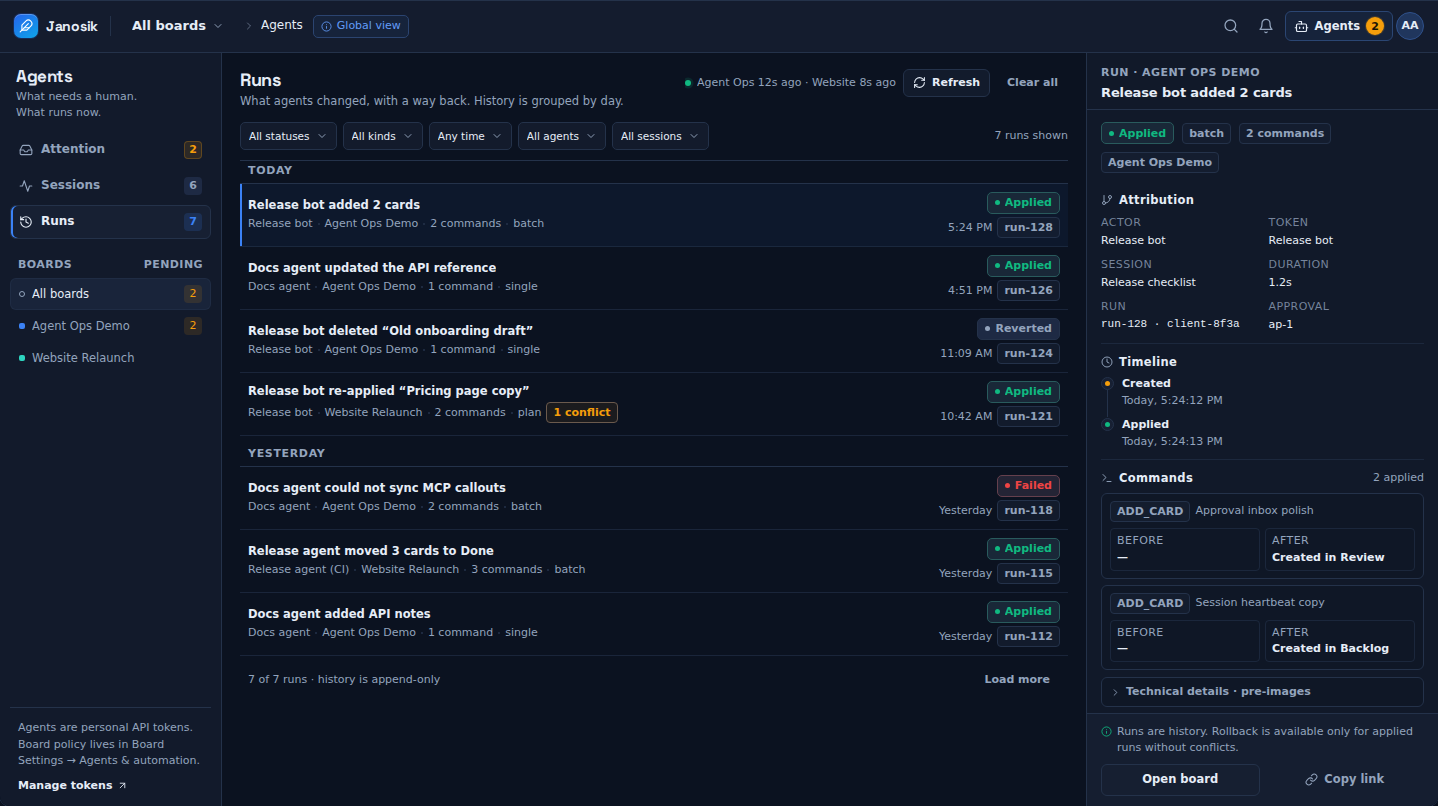 Janosik
All boards
Agents
Global view
Agents 2
AA
Agents
What needs a human.
What runs now.
Attention 2
Sessions 6
Runs 7
BOARDS PENDING
All boards 2
Agent Ops Demo 2
Website Relaunch
Agents are personal API tokens.
Board policy lives in Board
Settings → Agents & automation.
Manage tokens
Runs
What agents changed, with a way back. History is grouped by day.
Agent Ops 12s ago · Website 8s ago
Refresh
Clear all
All statuses
All kinds
Any time
All agents
All sessions
7 runs shown
TODAY
Release bot added 2 cards
Release bot · Agent Ops Demo · 2 commands · batch
Applied
5:24 PM run-128
Docs agent updated the API reference
Docs agent · Agent Ops Demo · 1 command · single
Applied
4:51 PM run-126
Release bot deleted “Old onboarding draft”
Release bot · Agent Ops Demo · 1 command · single
Reverted
11:09 AM run-124
Release bot re-applied “Pricing page copy”
Release bot · Website Relaunch · 2 commands · plan 1 conflict
Applied
10:42 AM run-121
YESTERDAY
Docs agent could not sync MCP callouts
Docs agent · Agent Ops Demo · 2 commands · batch
Failed
Yesterday run-118
Release agent moved 3 cards to Done
Release agent (CI) · Website Relaunch · 3 commands · batch
Applied
Yesterday run-115
Docs agent added API notes
Docs agent · Agent Ops Demo · 1 command · single
Applied
Yesterday run-112
7 of 7 runs · history is append-only
Load more
RUN · AGENT OPS DEMO
Release bot added 2 cards
Applied batch 2 commands
Agent Ops Demo
Attribution
ACTOR TOKEN
Release bot Release bot
SESSION DURATION
Release checklist 1.2s
RUN APPROVAL
run-128 · client-8f3a ap-1
Timeline
Created
Today, 5:24:12 PM
Applied
Today, 5:24:13 PM
Commands 2 applied
ADD_CARD Approval inbox polish
BEFORE AFTER
— Created in Review
ADD_CARD Session heartbeat copy
BEFORE AFTER
— Created in Backlog
Technical details · pre-images
Runs are history. Rollback is available only for applied
runs without conflicts.
Open board
Copy link